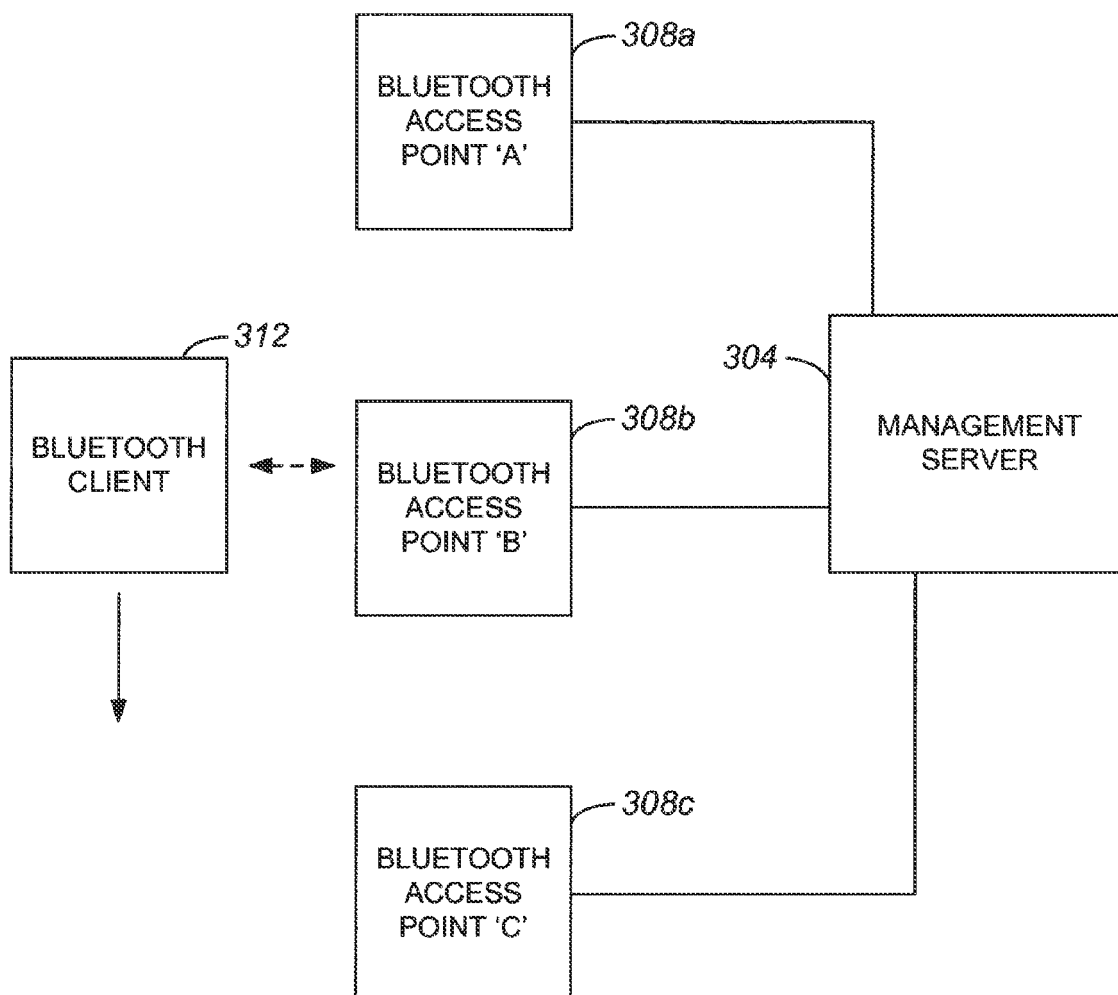 308a
BLUETOOTH
ACCESS
POINT ‘A’
312
BLUETOOTH
CLIENT
308b
BLUETOOTH
ACCESS
POINT ‘B’
304
MANAGEMENT
SERVER
308c
BLUETOOTH
ACCESS
POINT ‘C’